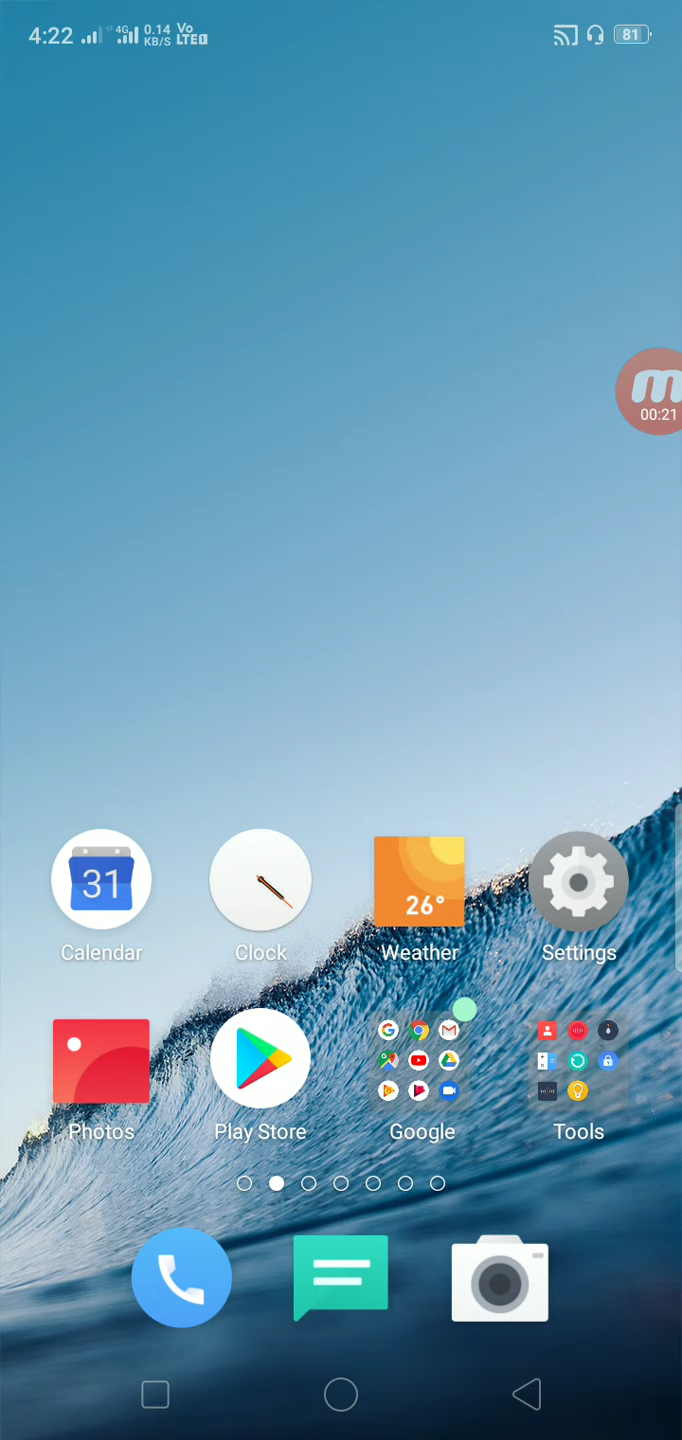 4:22 4G 0.14 KB/S Vo LTE 81
m
00:21
31
26°
Calendar Clock Weather Settings
Photos Play Store Google Tools